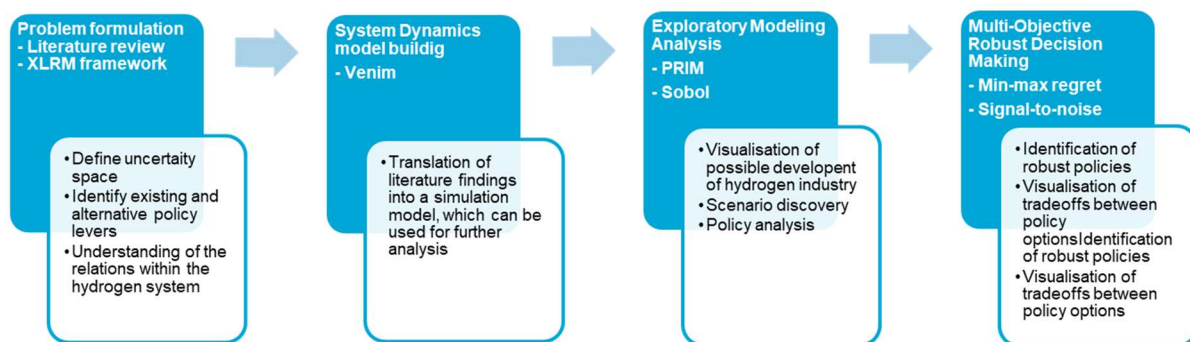 Problem formulation
- Literature review
- XLRM framework
• Define uncertaity
space
• Identify existing and
alternative policy
levers
• Understanding of the
relations within the
hydrogen system
System Dynamics
model buildig
- Venim
• Translation of
literature findings
into a simulation
model, which can be
used for further
analysis
Exploratory Modeling
Analysis
- PRIM
- Sobol
• Visualisation of
possible developent
of hydrogen industry
• Scenario discovery
• Policy analysis
Multi-Objective
Robust Decision
Making
- Min-max regret
- Signal-to-noise
• Identification of
robust policies
• Visualisation of
tradeoffs between
policy
optionsIdentification
of robust policies
• Visualisation of
tradeoffs between
policy options